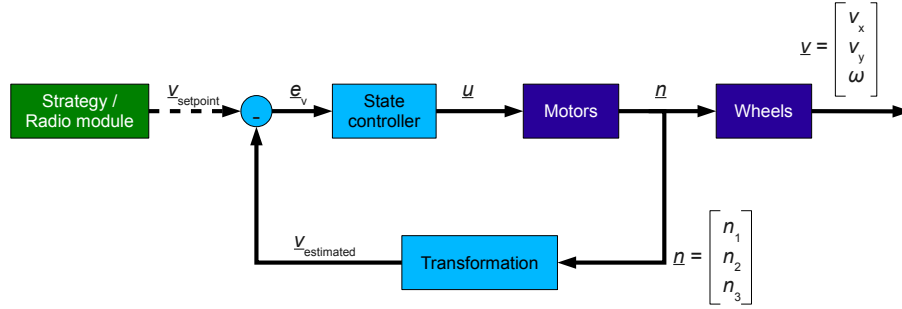 v = [v_x
v_y
ω]
v_setpoint
e_v
u
n
Strategy /
Radio module
-
State
controller
Motors
Wheels
v_estimated
Transformation
n = [n_1
n_2
n_3]